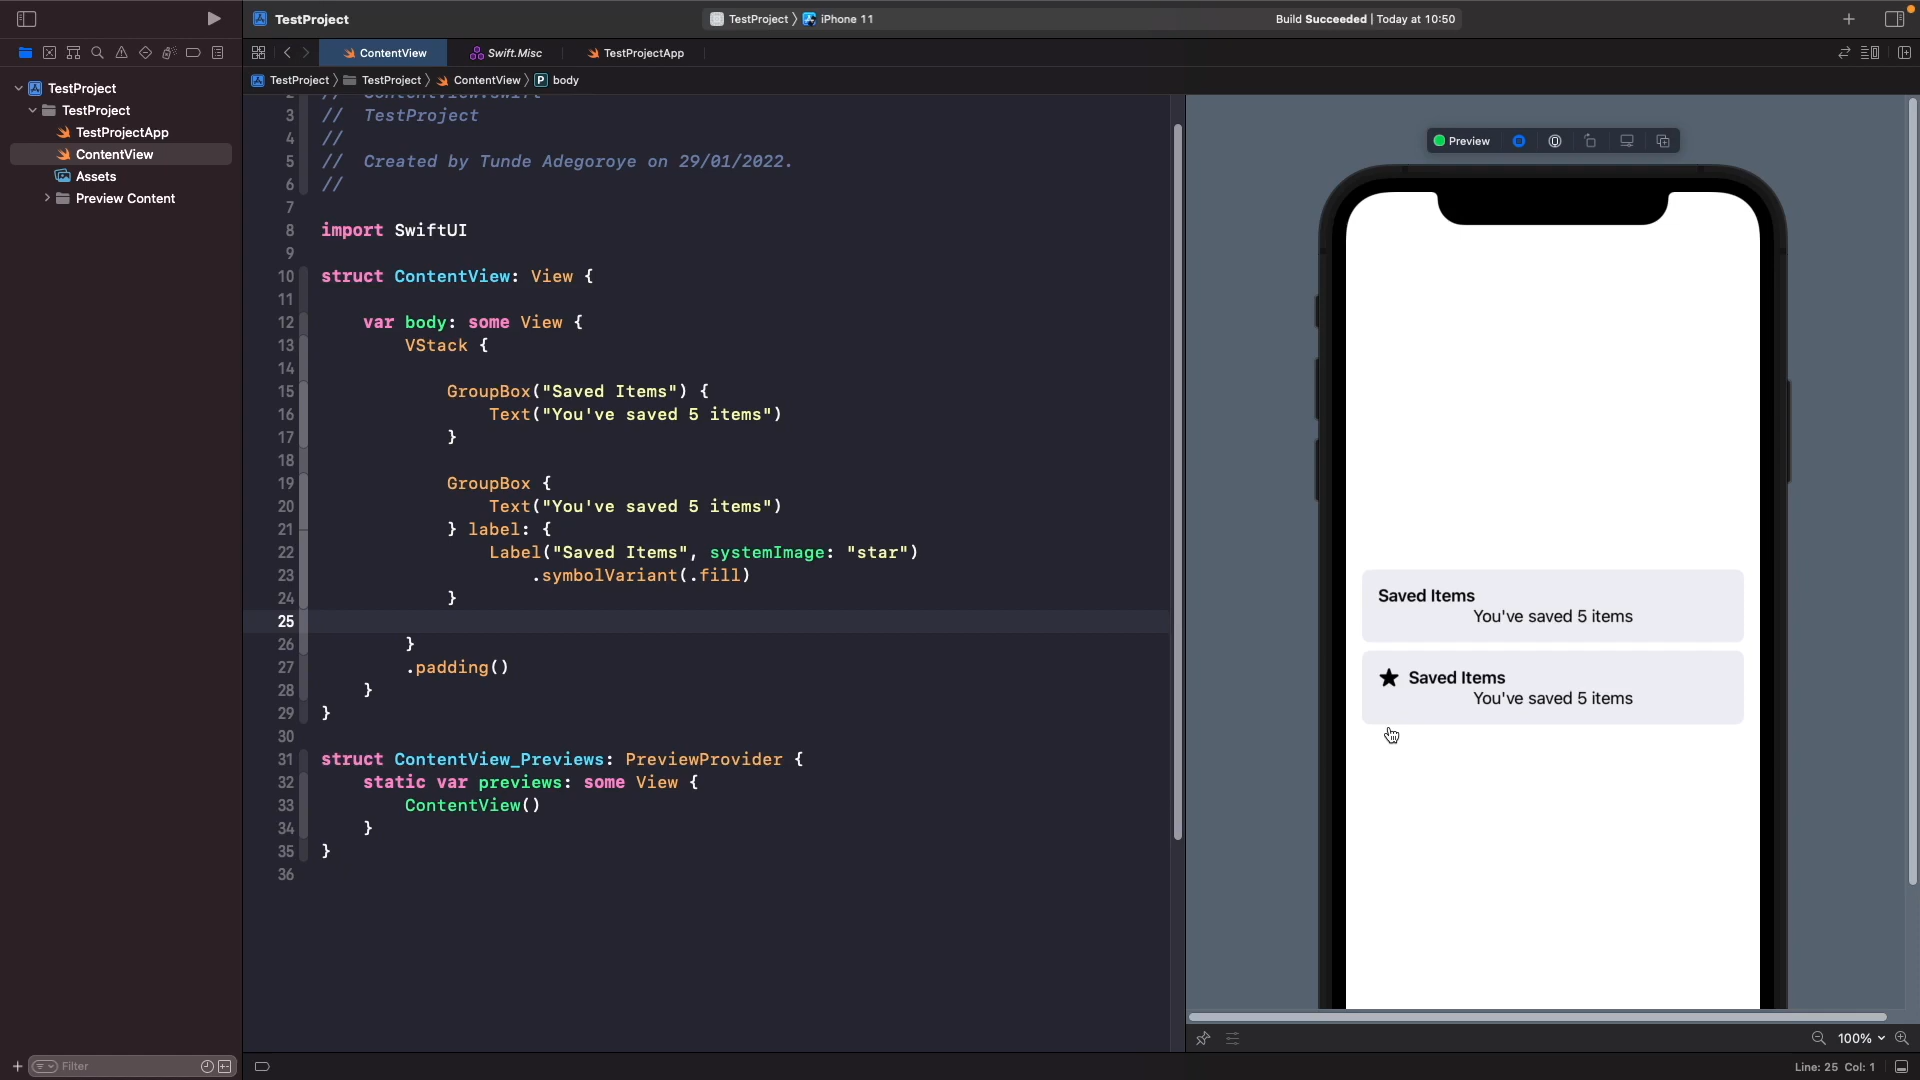 TestProject
TestProject 〉 iPhone 11
Build Succeeded | Today at 10:50
ContentView
Swift.Misc
TestProjectApp
TestProject 〉 TestProject 〉 ContentView 〉 P body
TestProject
TestProject
TestProjectApp
ContentView
Assets
Preview Content
2 // ContentView.swift
3 // TestProject
4 //
5 // Created by Tunde Adegoroye on 29/01/2022.
6 //
7
8 import SwiftUI
9
10 struct ContentView: View {
11
12 var body: some View {
13 VStack {
14
15 GroupBox("Saved Items") {
16 Text("You've saved 5 items")
17 }
18
19 GroupBox {
20 Text("You've saved 5 items")
21 } label: {
22 Label("Saved Items", systemImage: "star")
23 .symbolVariant(.fill)
24 }
25
26 }
27 .padding()
28 }
29 }
30
31 struct ContentView_Previews: PreviewProvider {
32 static var previews: some View {
33 ContentView()
34 }
35 }
36
Preview
Saved Items
You've saved 5 items
Saved Items
You've saved 5 items
100%
Filter
Line: 25 Col: 1